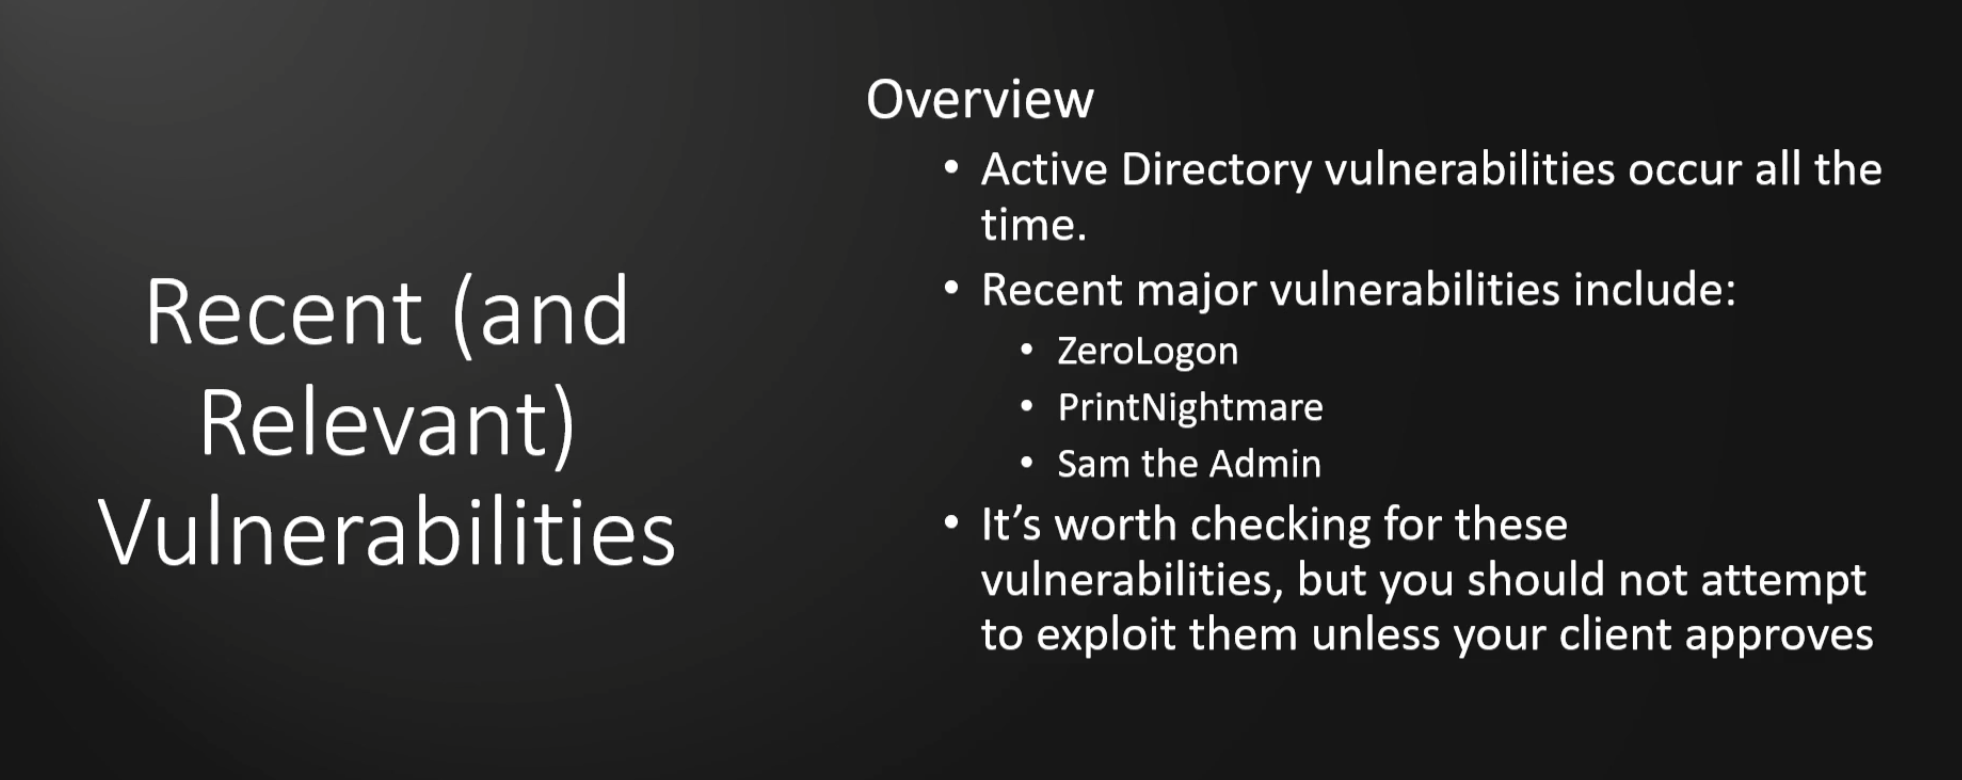 Recent (and
Relevant)
Vulnerabilities
Overview
• Active Directory vulnerabilities occur all the
time.
• Recent major vulnerabilities include:
• ZeroLogon
• PrintNightmare
• Sam the Admin
• It’s worth checking for these
vulnerabilities, but you should not attempt
to exploit them unless your client approves